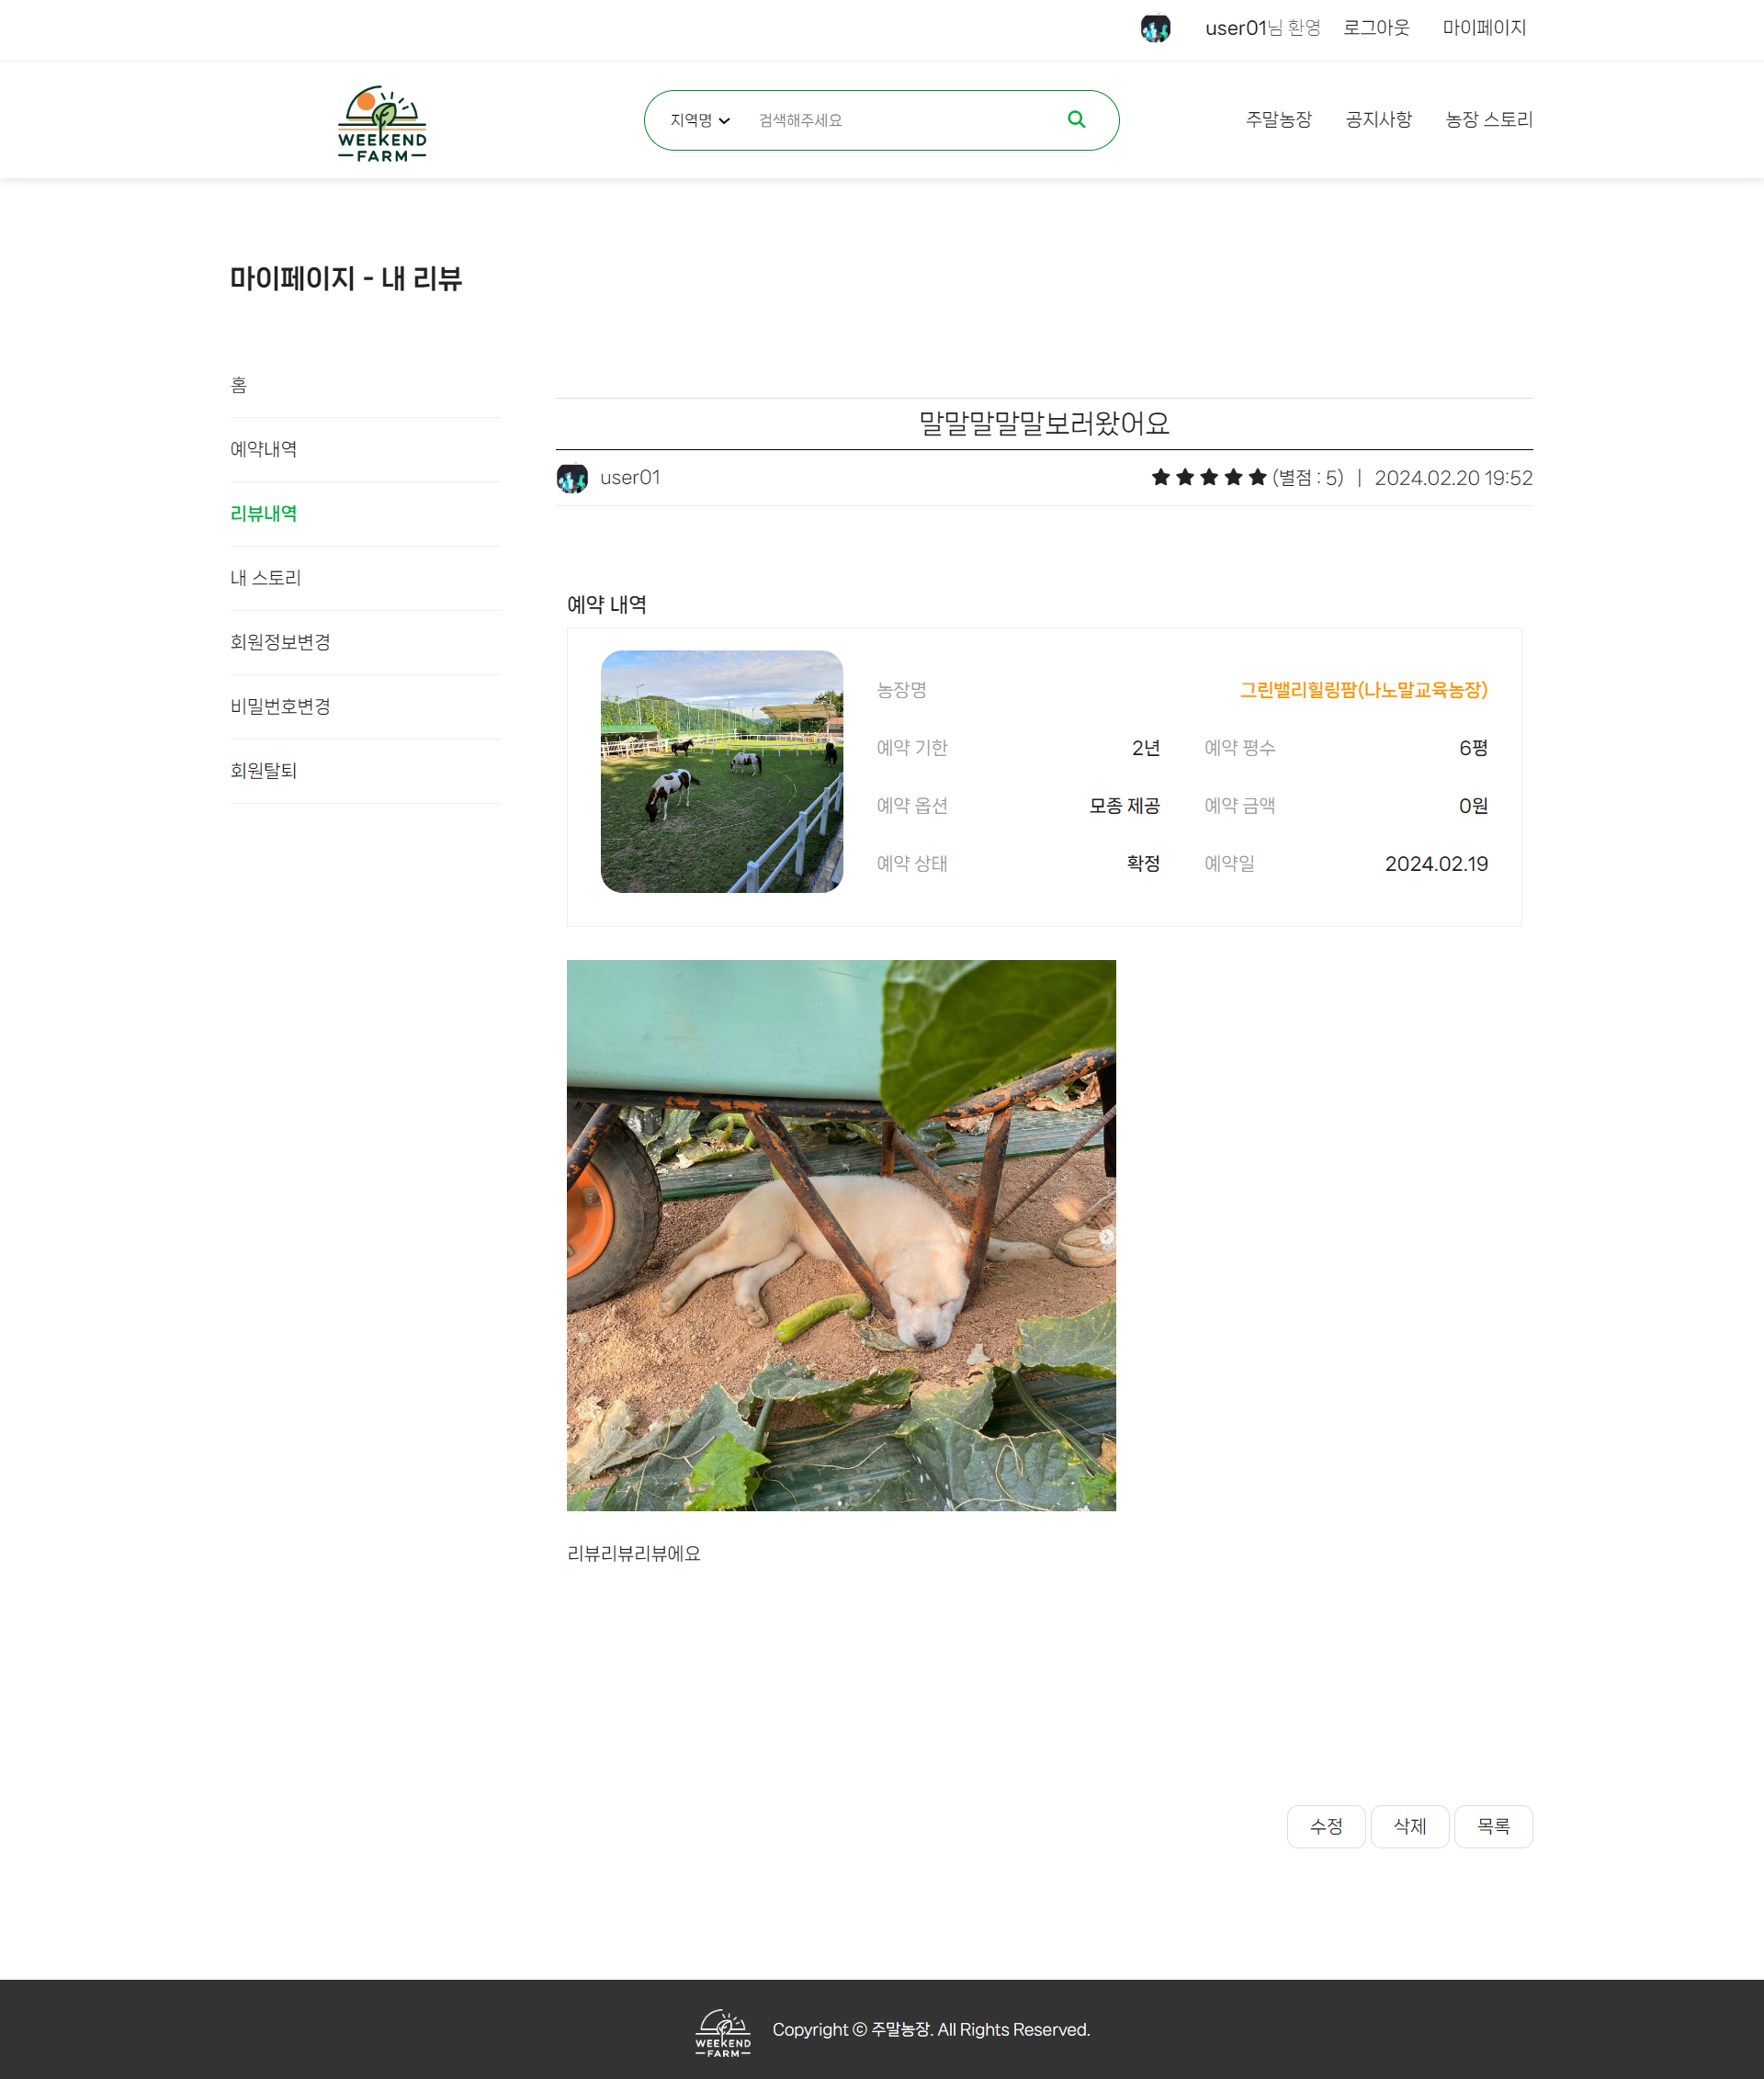 user01님 환영 로그아웃 마이페이지
WEEKEND
FARM
지역명 검색해주세요
주말농장 공지사항 농장 스토리
마이페이지 - 내 리뷰
홈
예약내역
리뷰내역
내 스토리
회원정보변경
비밀번호변경
회원탈퇴
말말말말말보러왔어요
user01 ★ ★ ★ ★ ★ (별점 : 5) | 2024.02.20 19:52
예약 내역
농장명 그린밸리힐링팜(나노말교육농장)
예약 기한 2년 예약 평수 6평
예약 옵션 모종 제공 예약 금액 0원
예약 상태 확정 예약일 2024.02.19
리뷰리뷰리뷰에요
수정 삭제 목록
WEEKEND
FARM
Copyright ⓒ 주말농장. All Rights Reserved.